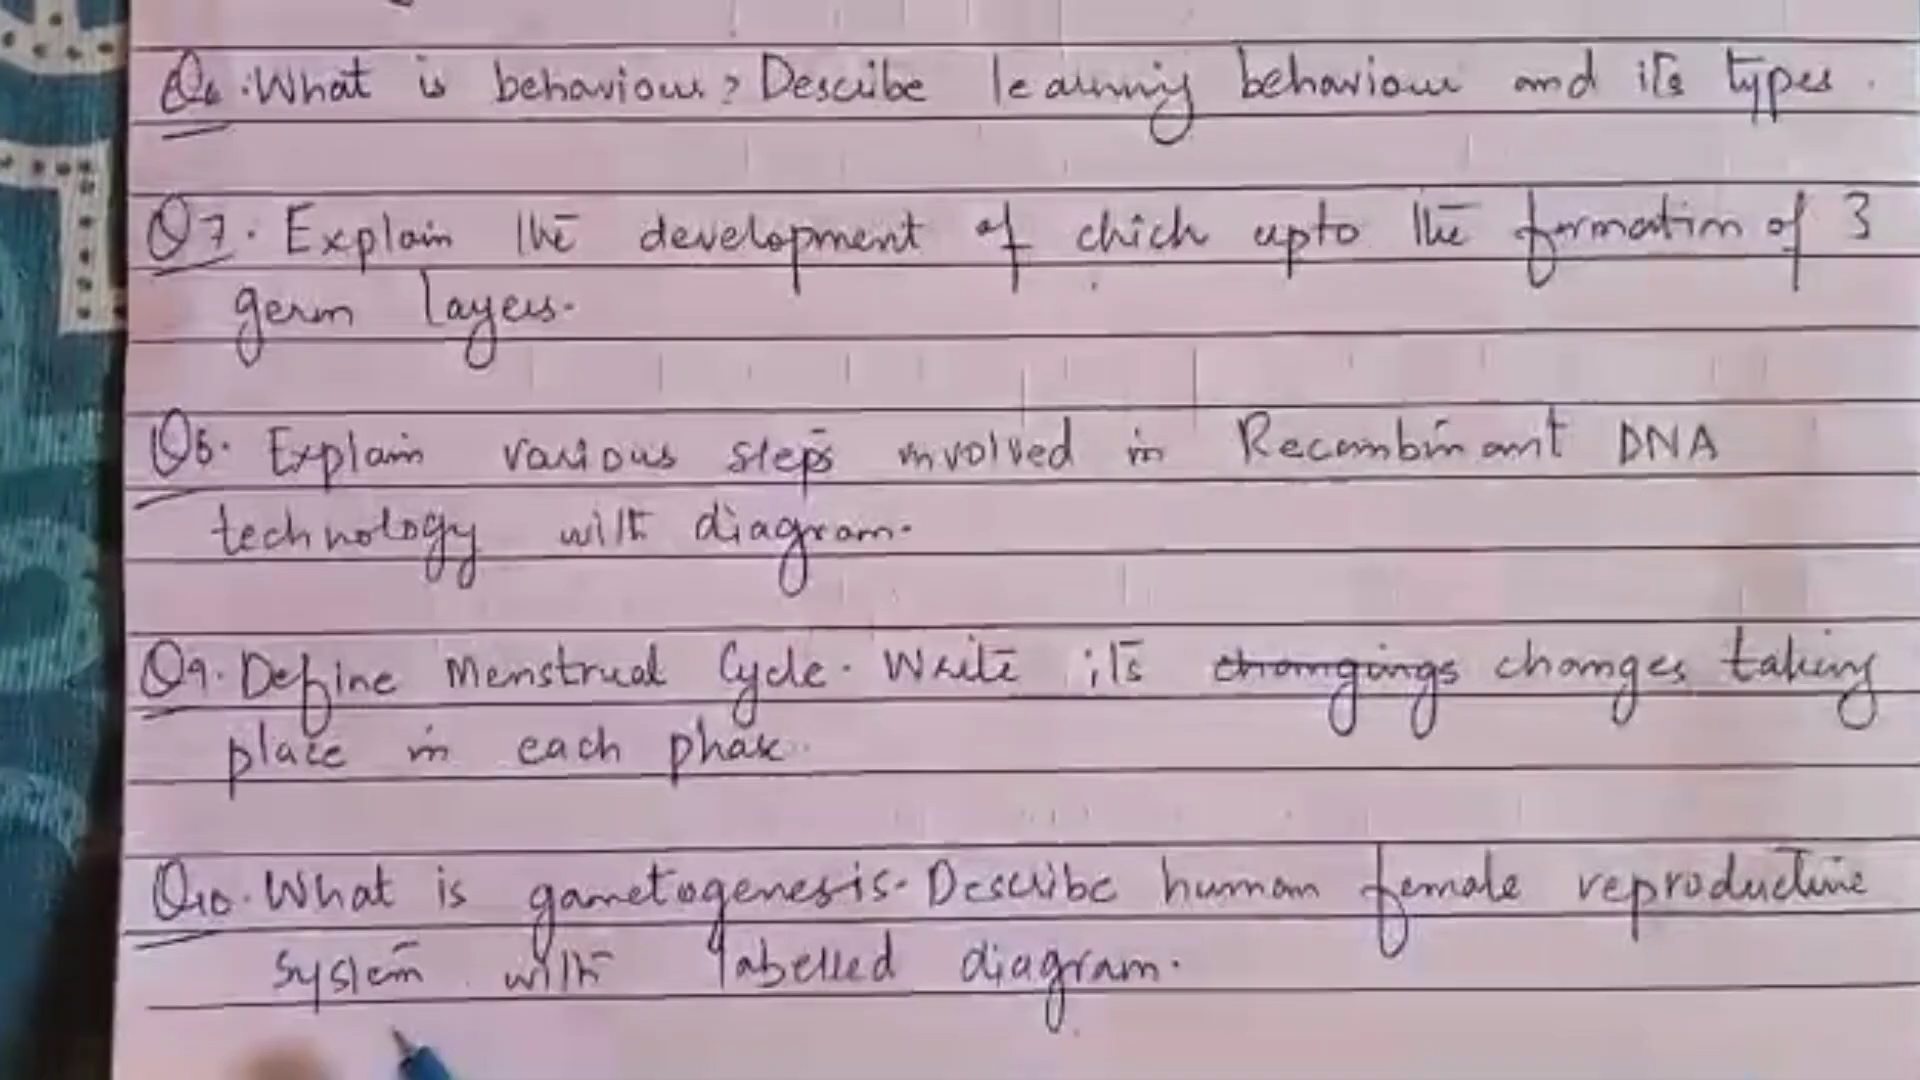 Q6. What is behaviour? Describe learning behaviour and its types.
Q7. Explain the development of chick upto the formation of 3
germ layers.
Q8. Explain various steps involved in Recombinant DNA
technology with diagram.
Q9. Define Menstrual Cycle. Write its changings changes taking
place in each phase.
Q10. What is gametogenesis. Describe human female reproductive
system with labelled diagram.